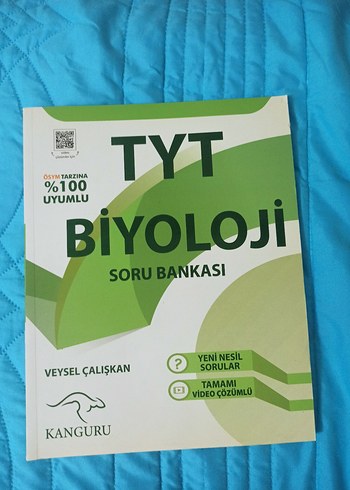 ÖSYM TARZINA
%100
UYUMLU
TYT
BİYOLOJİ
SORU BANKASI
VEYSEL ÇALIŞKAN
KANGURU
? YENİ NESİL
SORULAR
TAMAMI
VİDEO ÇÖZÜMLÜ